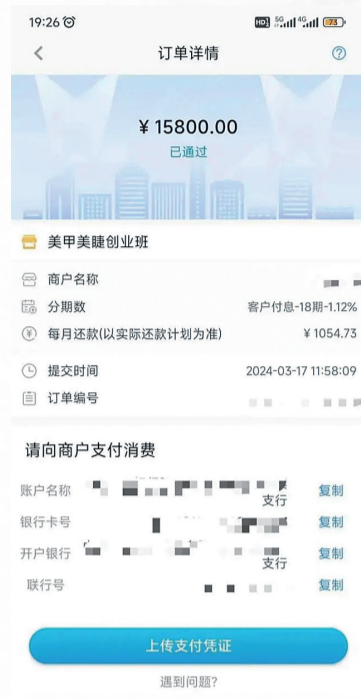 19:26
HD 5G 4G 73
订单详情
¥ 15800.00
已通过
美甲美睫创业班
商户名称
分期数 客户付息-18期-1.12%
每月还款(以实际还款计划为准) ¥ 1054.73
提交时间 2024-03-17 11:58:09
订单编号
请向商户支付消费
账户名称 支行 复制
银行卡号 复制
开户银行 支行 复制
联行号 复制
上传支付凭证
遇到问题?